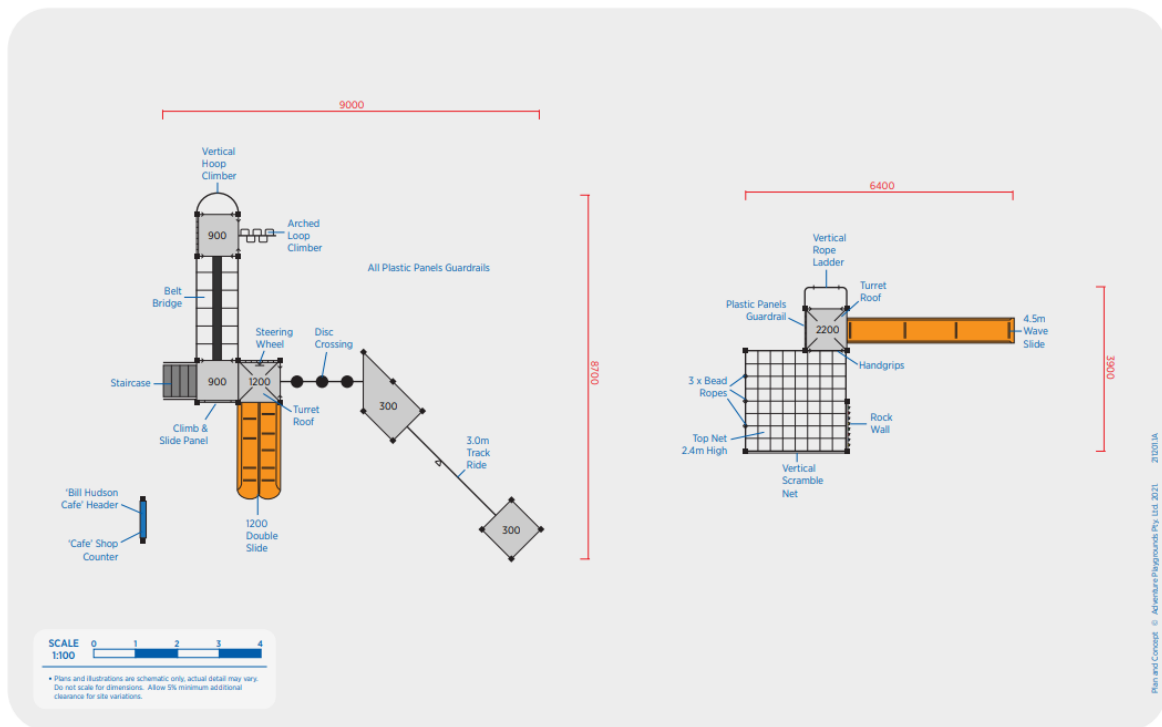 9000
Vertical
Hoop
Climber
900
Arched
Loop
Climber
All Plastic Panels Guardrails
Belt
Bridge
Steering
Wheel
Disc
Crossing
Staircase
900
1200
Turret
Roof
Climb &
Slide Panel
300
3.0m
Track
Ride
300
1200
Double
Slide
'Bill Hudson
Cafe' Header
'Cafe' Shop
Counter
8700
6400
Vertical
Rope
Ladder
Turret
Roof
Plastic Panels
Guardrail
2200
4.5m
Wave
Slide
Handgrips
3 x Bead
Ropes
Rock
Wall
Top Net
2.4m High
Vertical
Scramble
Net
3900
SCALE
1:100
0 1 2 3 4
• Plans and illustrations are schematic only, actual detail may vary.
Do not scale for dimensions. Allow 5% minimum additional
clearance for site variations.
Plan and Concept © Adventure Playgrounds Pty. Ltd. 2021.